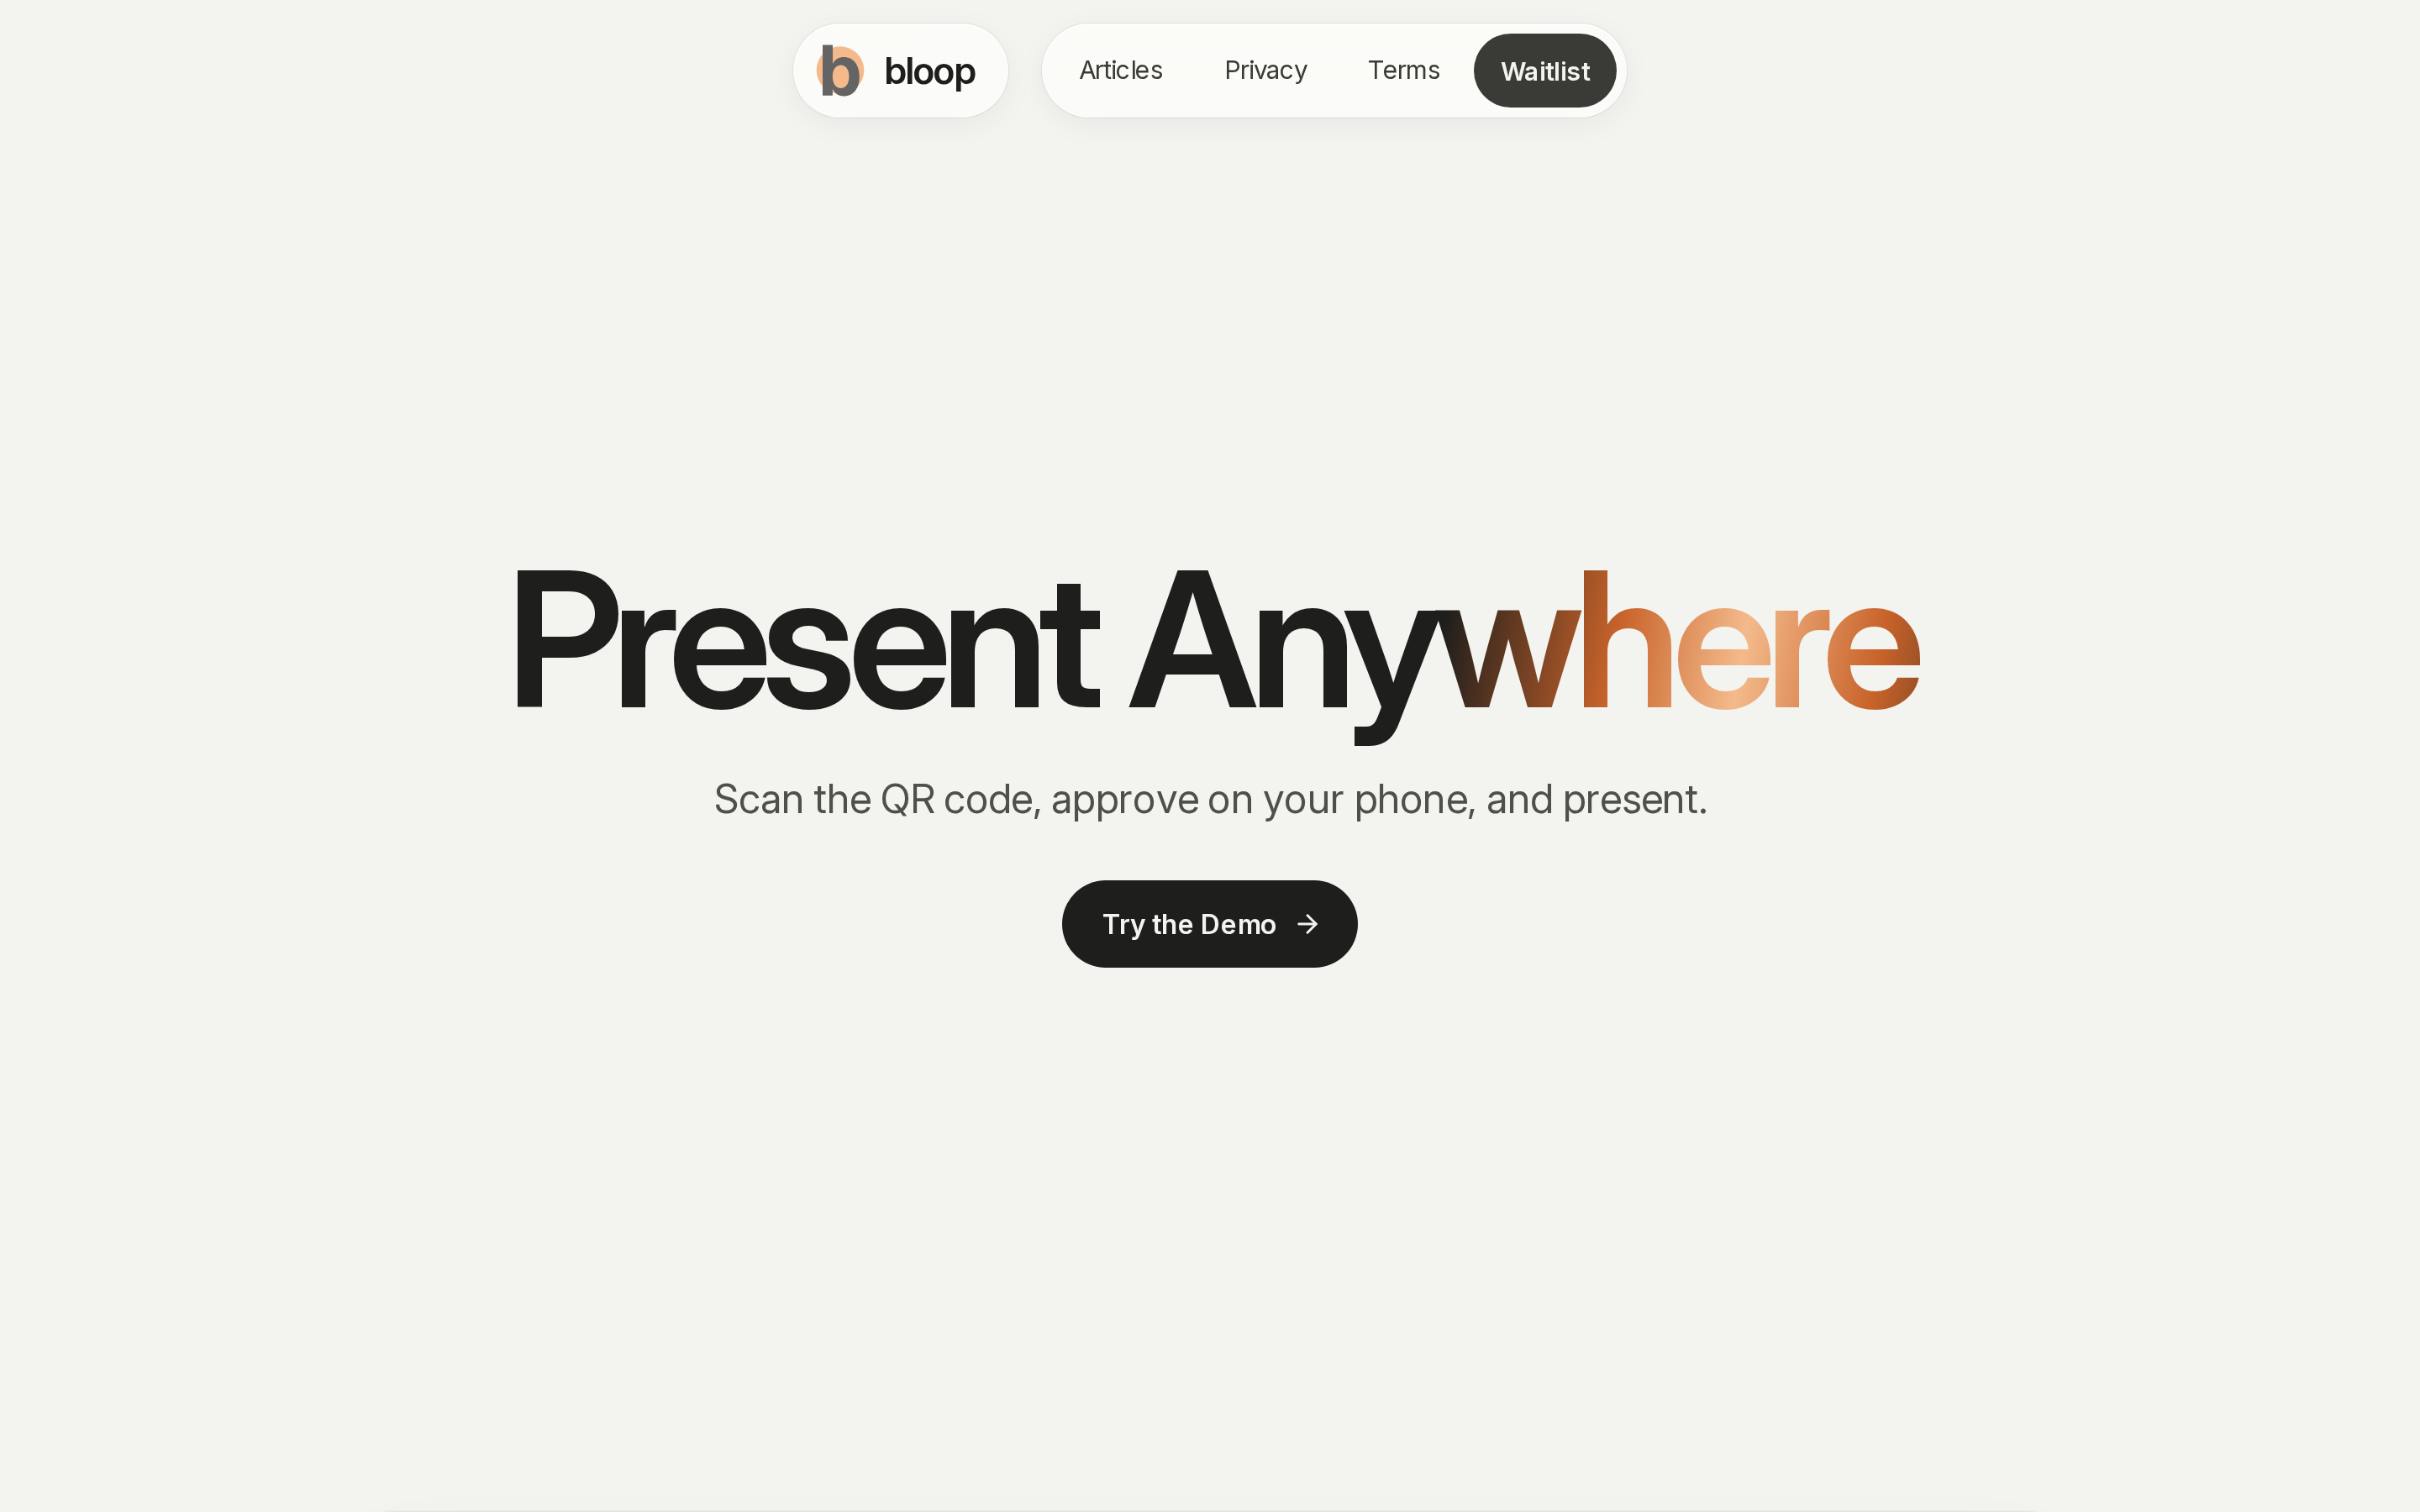 b bloop
Articles Privacy Terms Waitlist
Present Anywhere
Scan the QR code, approve on your phone, and present.
Try the Demo